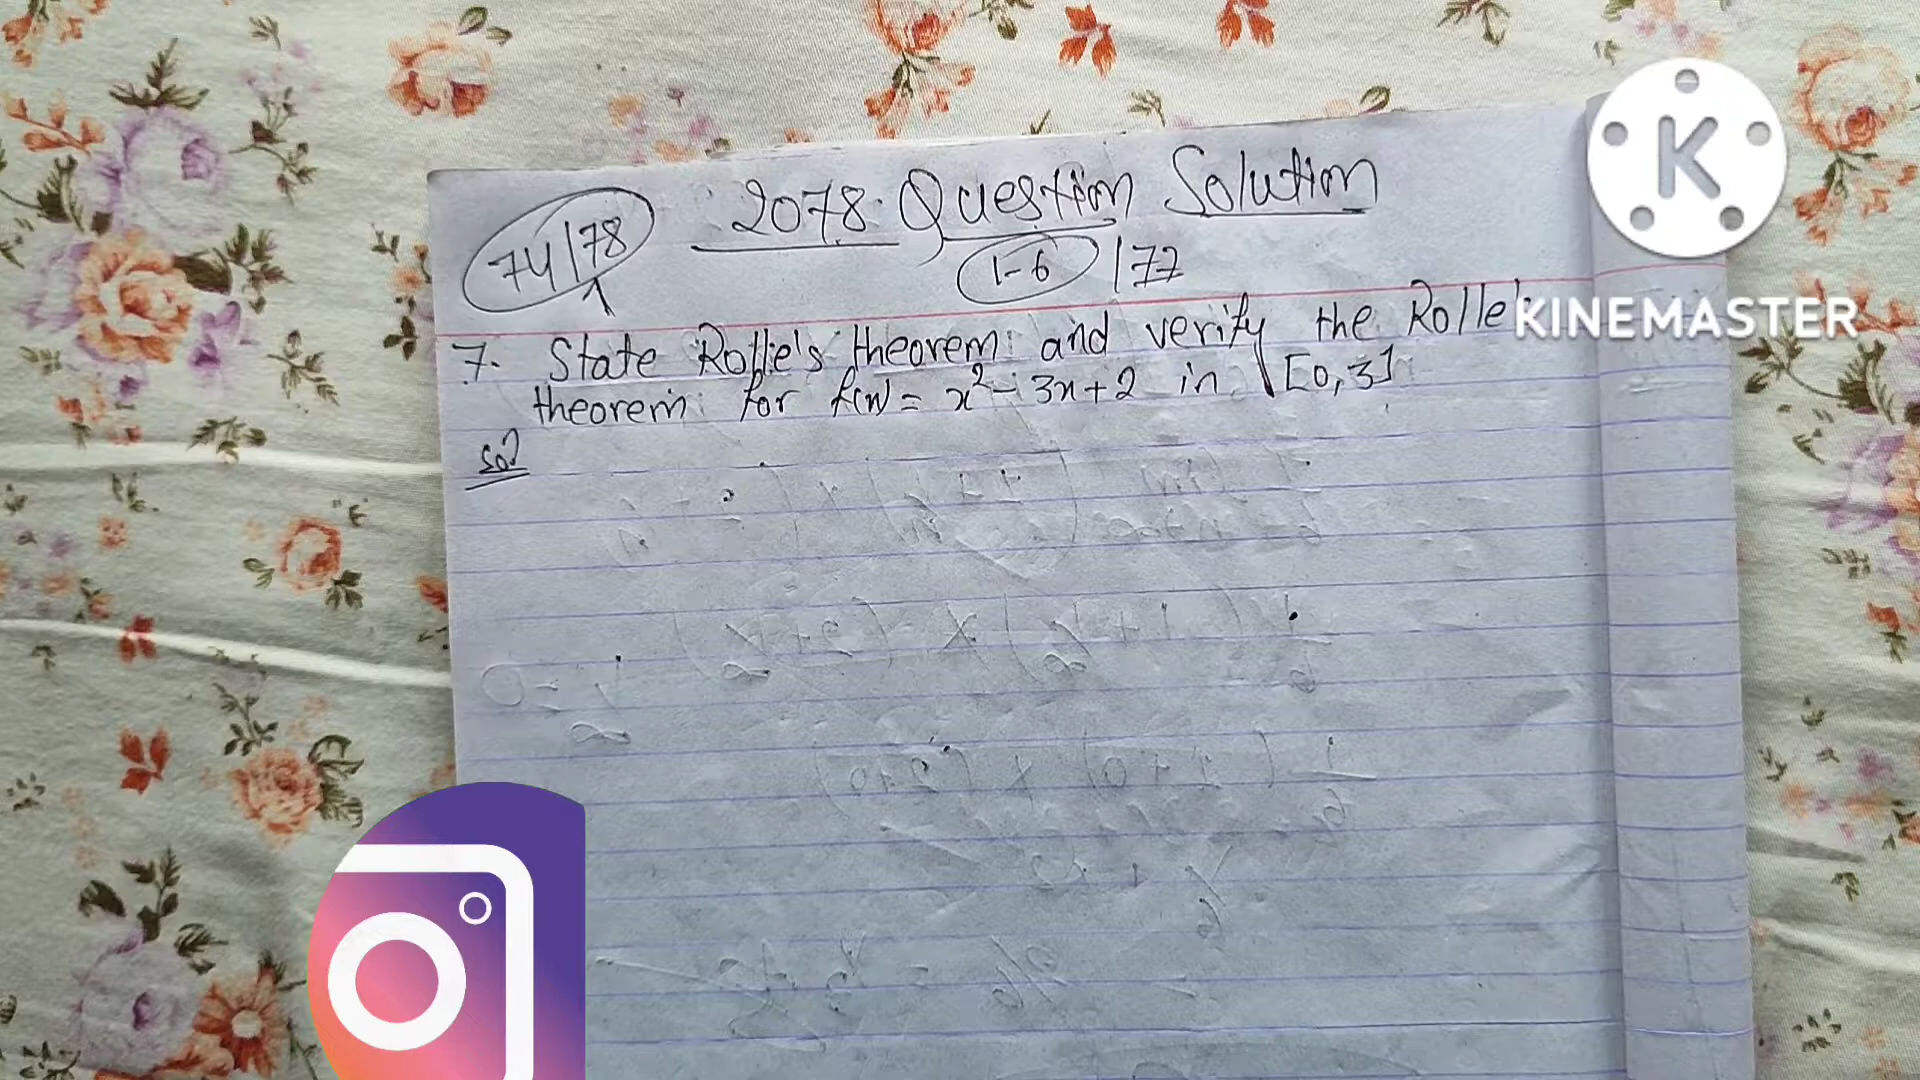 74/78
2078 Question Solution
1-6 /77
7. State Rolle's theorem and verify the Rolle's
theorem for f(x) = x² - 3x + 2 in [0,3]
Solⁿ
K
KINEMASTER